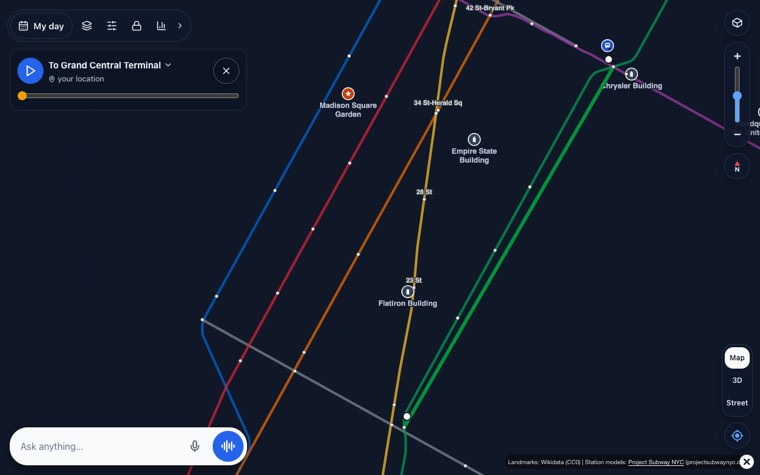 My day
42 St-Bryant Pk
To Grand Central Terminal
your location
Madison Square
Garden
34 St-Herald Sq
Chrysler Building
Empire State
Building
28 St
N
23 St
Flatiron Building
Map
3D
Street
Ask anything...
Landmarks: Wikidata (CC0) | Station models: Project Subway NYC (projectsubwaynyc.c